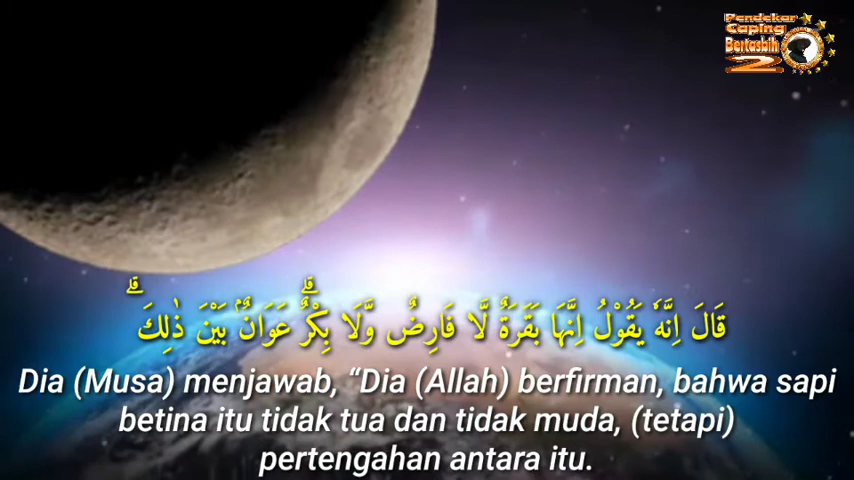 Pendekar
Caping
Bertasbih
2
قَالَ اِنَّهٗ يَقُوْلُ اِنَّهَا بَقَرَةٌ لَّا فَارِضٌ وَّلَا بِكْرٌۗ عَوَانٌۢ بَيْنَ ذٰلِكَۗ
Dia (Musa) menjawab, “Dia (Allah) berfirman, bahwa sapi
betina itu tidak tua dan tidak muda, (tetapi)
pertengahan antara itu.